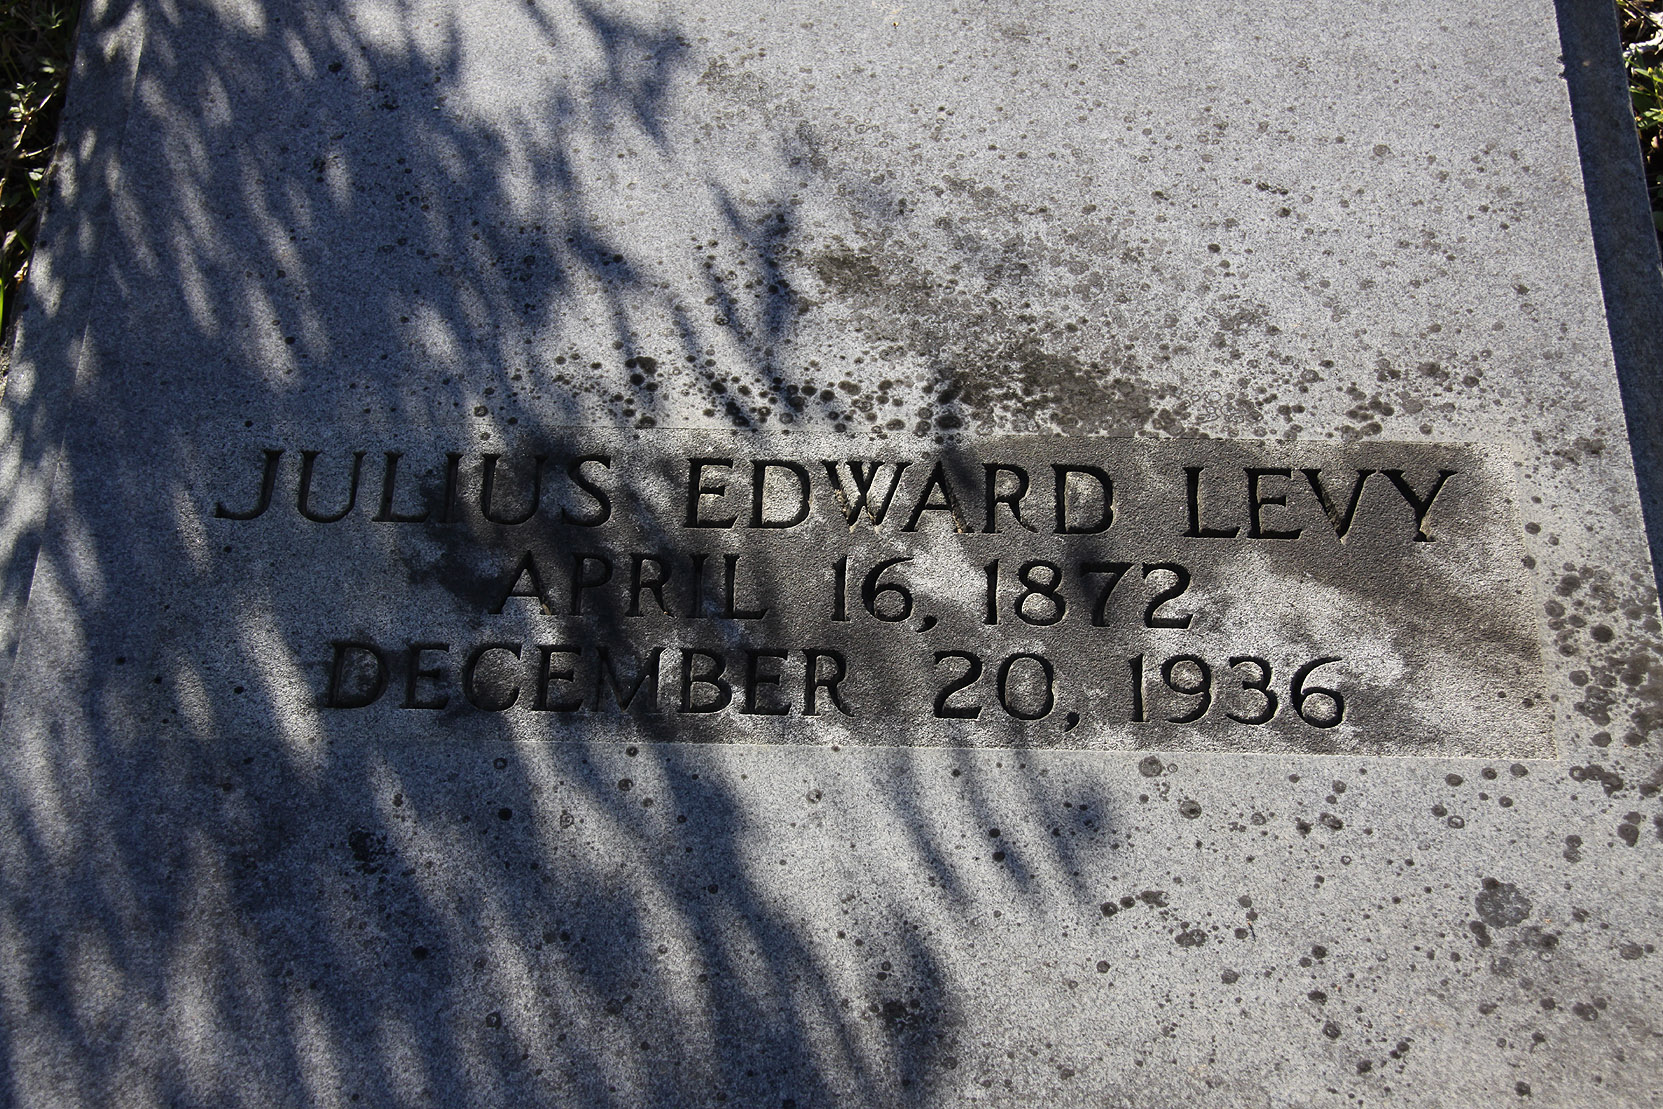 JULIUS EDWARD LEVY
APRIL 16, 1872
DECEMBER 20, 1936